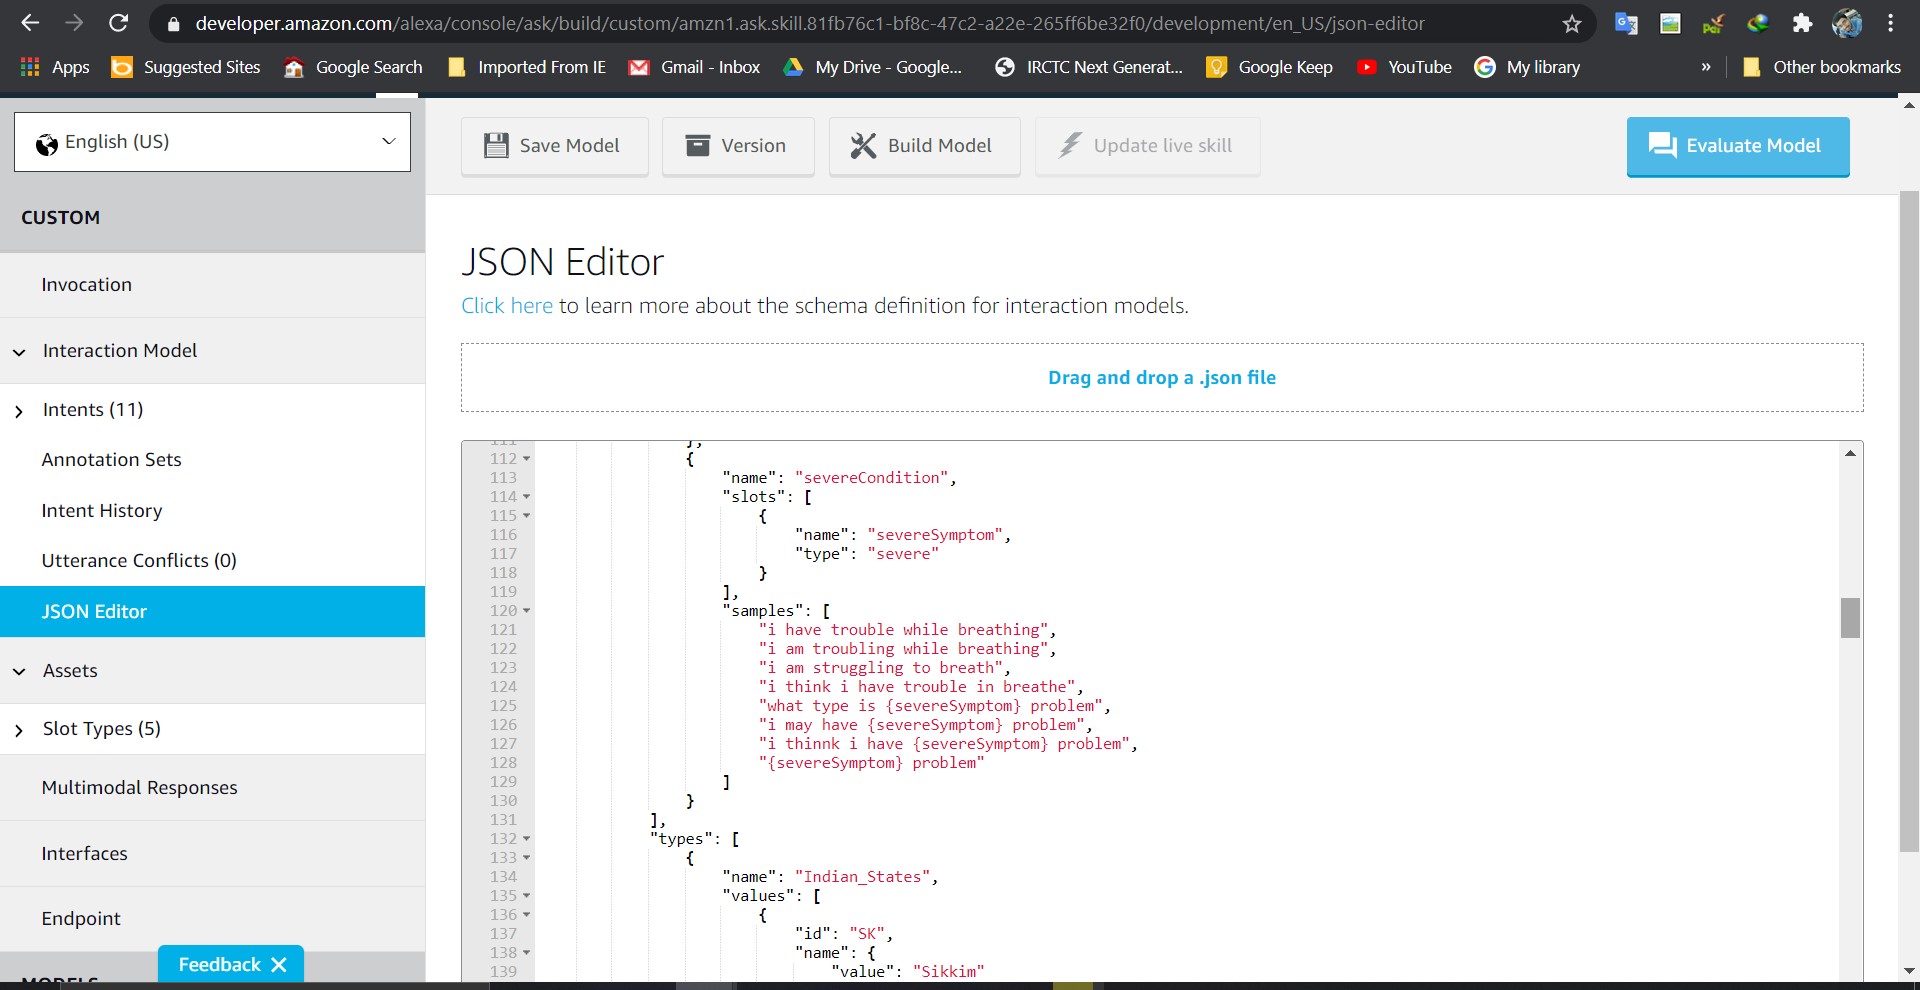 developer.amazon.com/alexa/console/ask/build/custom/amzn1.ask.skill.81fb76c1-bf8c-47c2-a22e-265ff6be32f0/development/en_US/json-editor
Apps Suggested Sites Google Search Imported From IE Gmail - Inbox My Drive - Google... IRCTC Next Generat... Google Keep YouTube My library » Other bookmarks
English (US)
Save Model Version Build Model Update live skill Evaluate Model
CUSTOM
Invocation
Interaction Model
Intents (11)
Annotation Sets
Intent History
Utterance Conflicts (0)
JSON Editor
Assets
Slot Types (5)
Multimodal Responses
Interfaces
Endpoint
MODELS
Feedback
JSON Editor
Click here to learn more about the schema definition for interaction models.
Drag and drop a .json file
111 },
112 {
113 "name": "severeCondition",
114 "slots": [
115 {
116 "name": "severeSymptom",
117 "type": "severe"
118 }
119 ],
120 "samples": [
121 "i have trouble while breathing",
122 "i am troubling while breathing",
123 "i am struggling to breath",
124 "i think i have trouble in breathe",
125 "what type is {severeSymptom} problem",
126 "i may have {severeSymptom} problem",
127 "i thinnk i have {severeSymptom} problem",
128 "{severeSymptom} problem"
129 ]
130 }
131 ],
132 "types": [
133 {
134 "name": "Indian_States",
135 "values": [
136 {
137 "id": "SK",
138 "name": {
139 "value": "Sikkim"